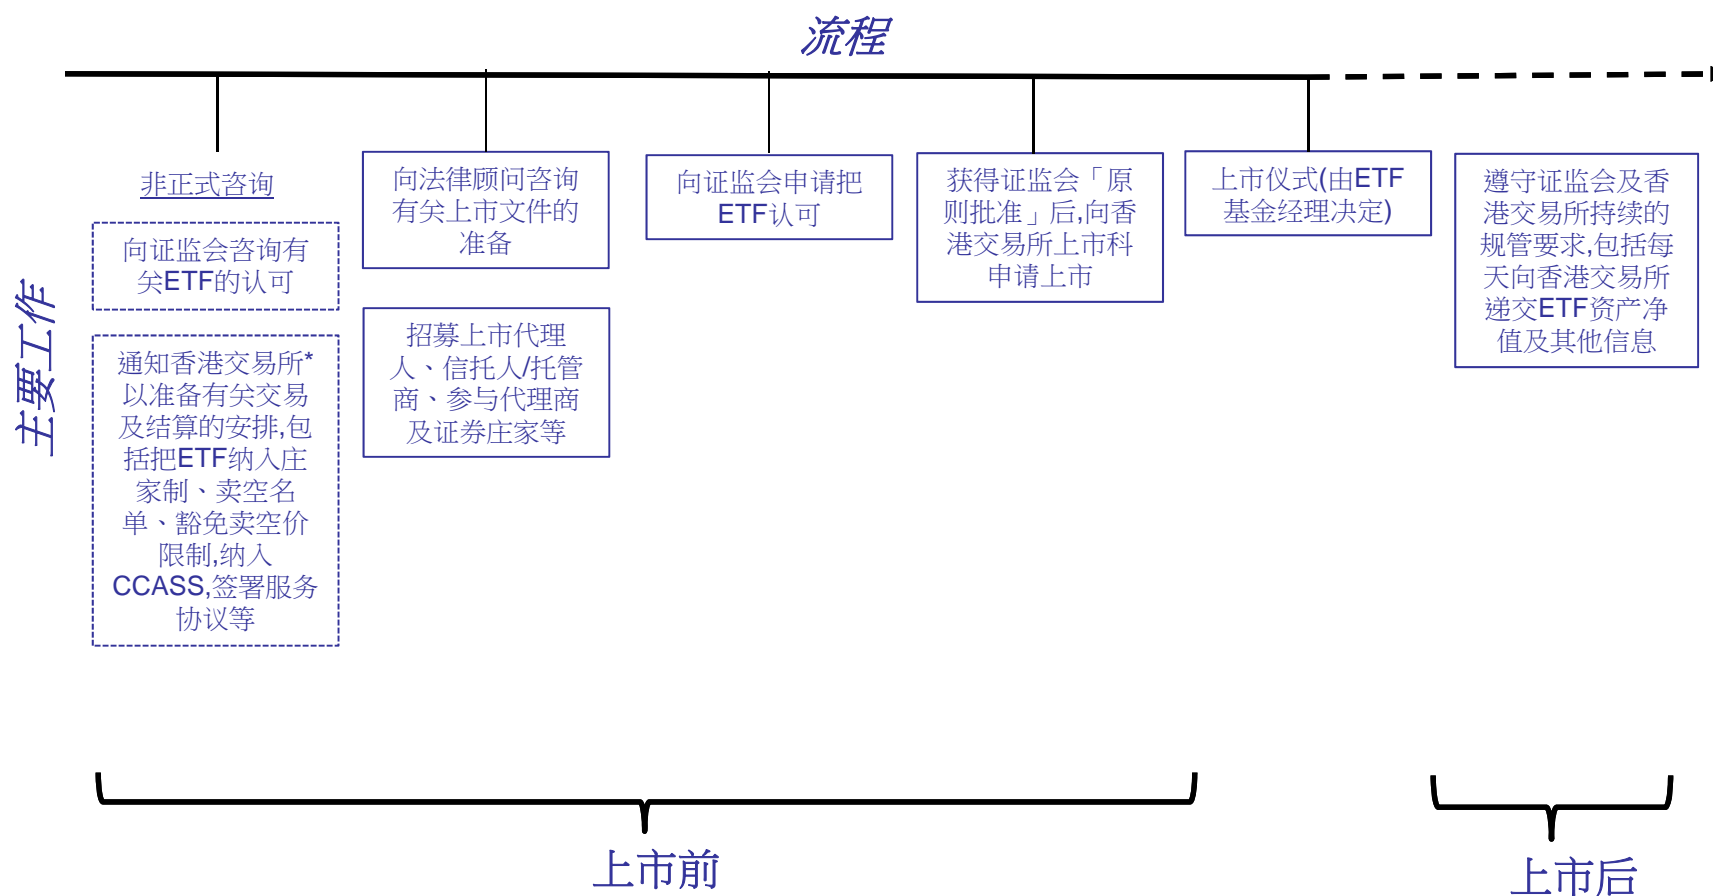 流程
主要工作
非正式咨询
向证监会咨询有
关ETF的认可
通知香港交易所*
以准备有关交易
及结算的安排,包
括把ETF纳入庄
家制、卖空名
单、豁免卖空价
限制,纳入
CCASS,签署服务
协议等
向法律顾问咨询
有关上市文件的
准备
招募上市代理
人、信托人/托管
商、参与代理商
及证券庄家等
向证监会申请把
ETF认可
获得证监会「原
则批准」后,向香
港交易所上市科
申请上市
上市仪式(由ETF
基金经理决定)
遵守证监会及香
港交易所持续的
规管要求,包括每
天向香港交易所
递交ETF资产净
值及其他信息
上市前
上市后